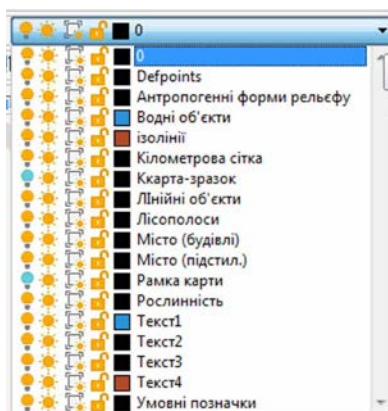 0
0
Defpoints
Антропогенні форми рельєфу
Водні об'єкти
ізолінії
Кілометрова сітка
Ккарта-зразок
ЛІнійні об'єкти
Лісополоси
Місто (будівлі)
Місто (підстил.)
Рамка карти
Рослинність
Текст1
Текст2
Текст3
Текст4
Умовні позначки